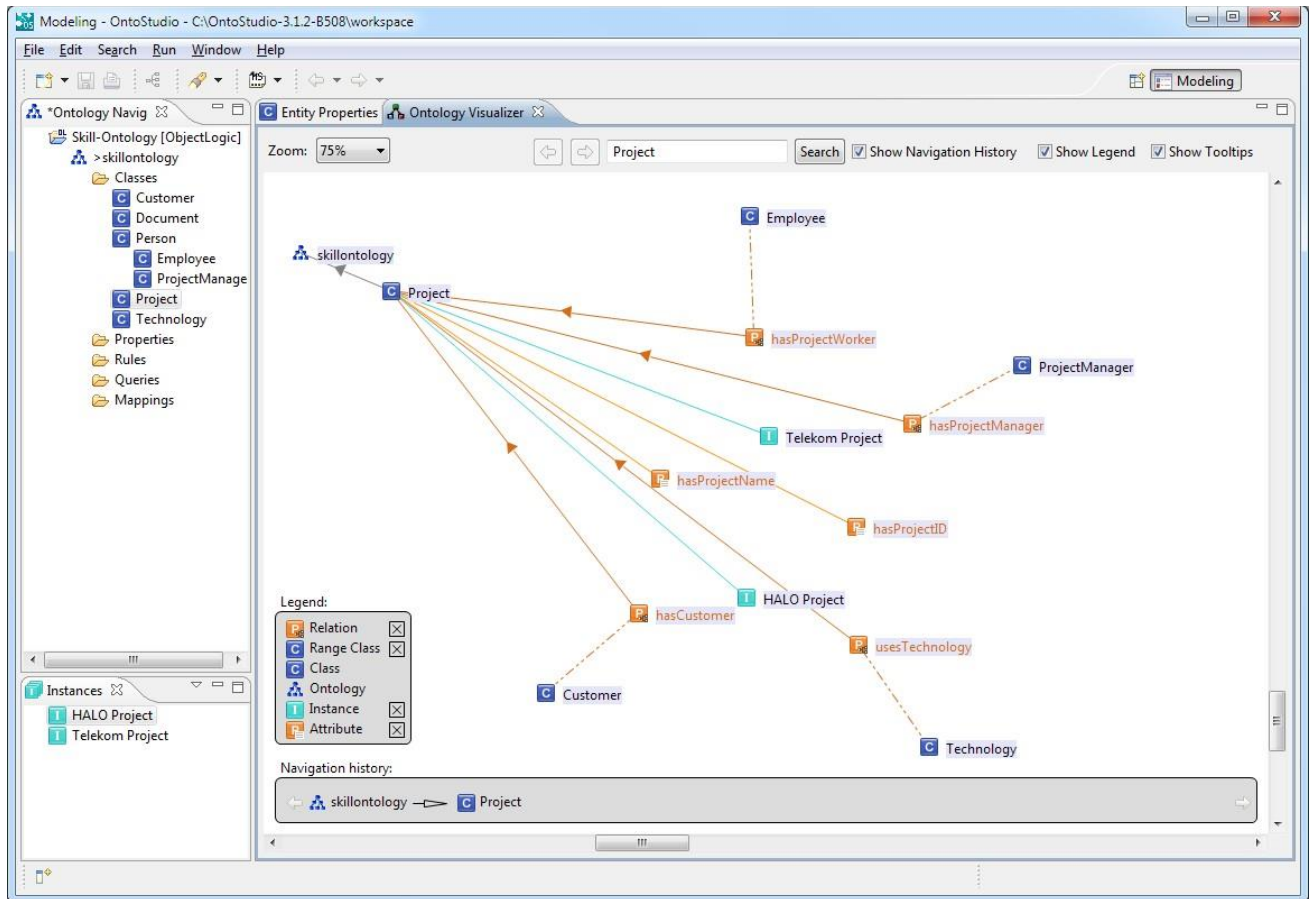 Modeling - OntoStudio - C:\OntoStudio-3.1.2-B508\workspace
File Edit Search Run Window Help
Modeling
*Ontology Navig
Skill-Ontology [ObjectLogic]
>skillontology
Classes
Customer
Document
Person
Employee
ProjectManage
Project
Technology
Properties
Rules
Queries
Mappings
Instances
HALO Project
Telekom Project
Entity Properties Ontology Visualizer
Zoom: 75% Project Search Show Navigation History Show Legend Show Tooltips
Employee
skillontology
Project
hasProjectWorker
ProjectManager
hasProjectManager
Telekom Project
hasProjectName
hasProjectID
HALO Project
hasCustomer
usesTechnology
Customer
Technology
Legend:
Relation
Range Class
Class
Ontology
Instance
Attribute
Navigation history:
skillontology Project